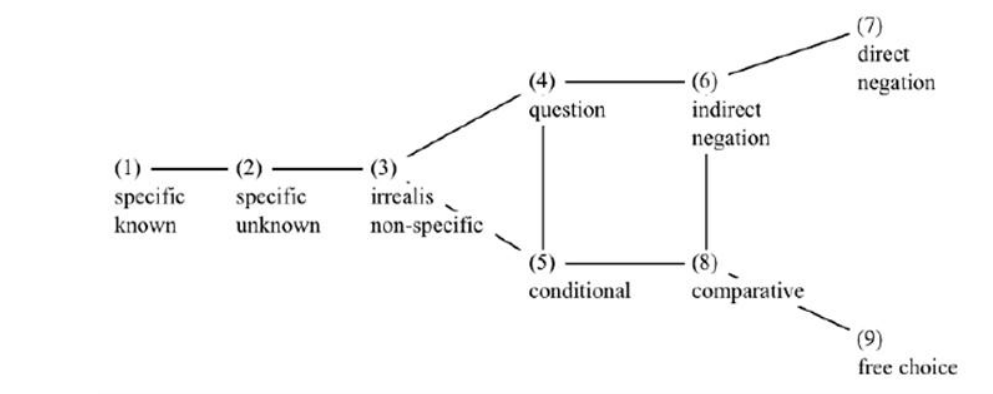 (7)
direct
negation
(4)
question
(6)
indirect
negation
(1)
specific
known
(2)
specific
unknown
(3)
irrealis
non-specific
(5)
conditional
(8)
comparative
(9)
free choice